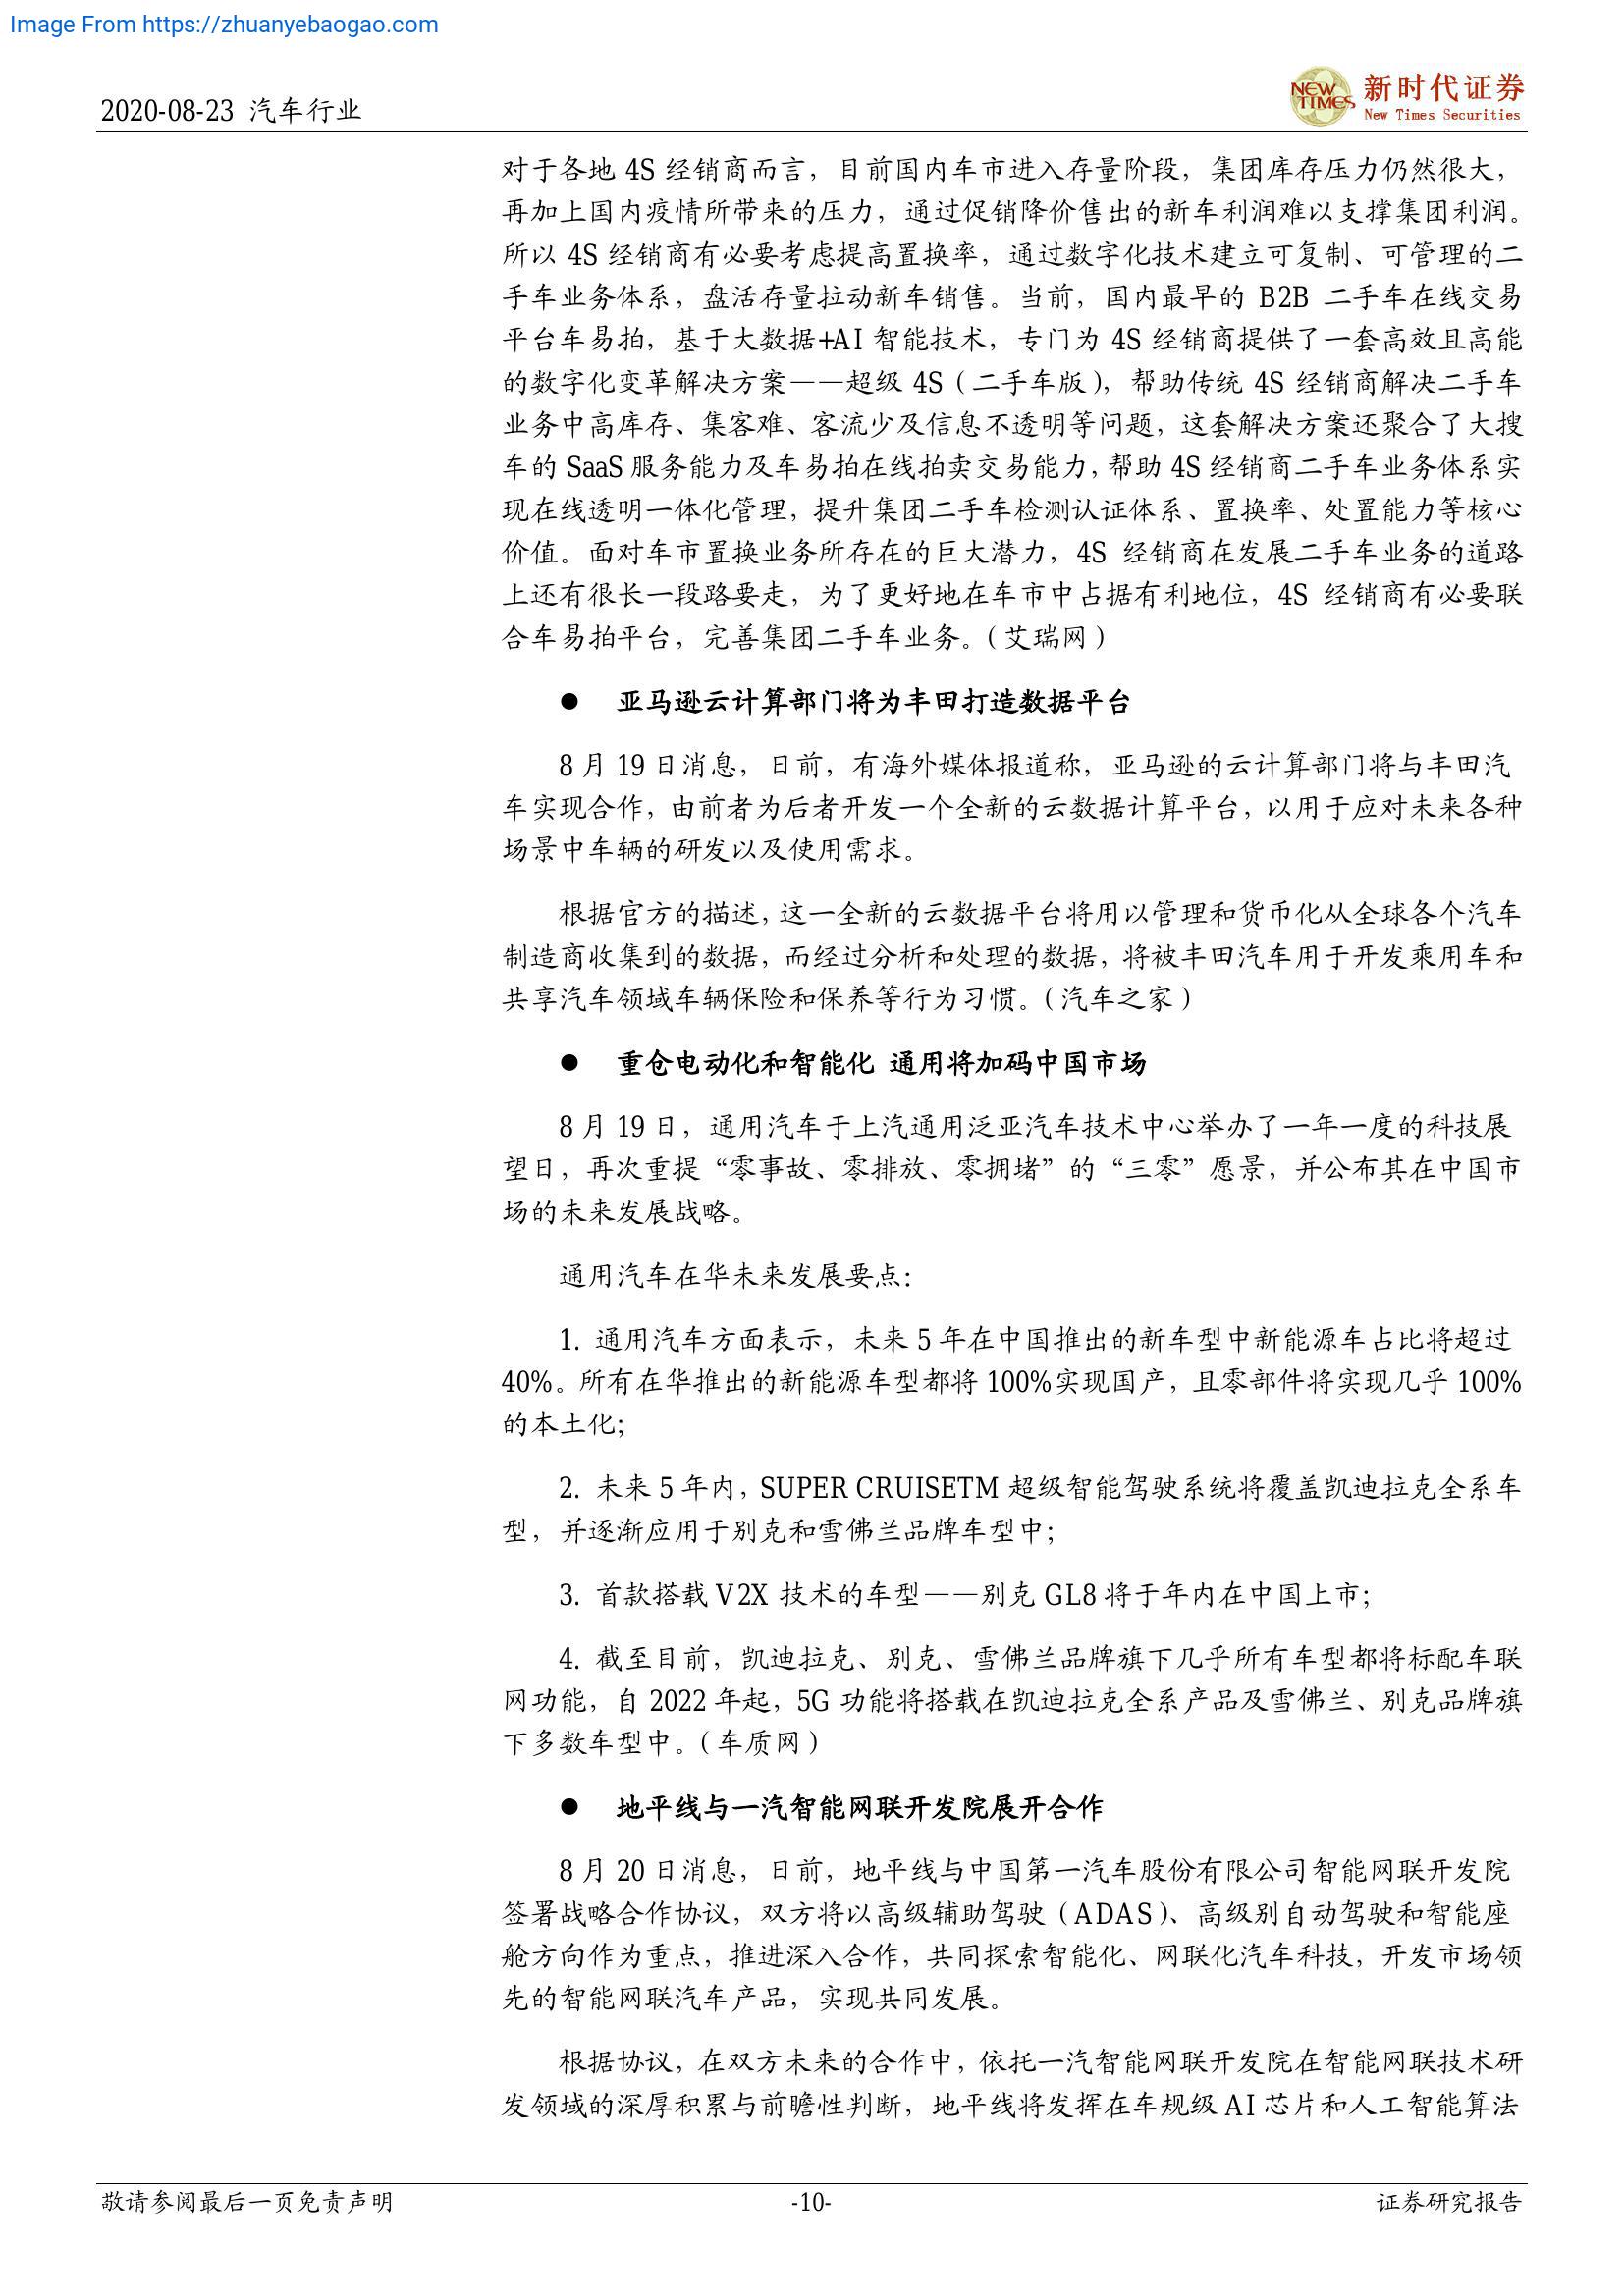 Image From https://zhuanyebaogao.com
2020-08-23 汽车行业
NEW TIMES 新时代证券
New Times Securities
对于各地 4S 经销商而言，目前国内车市进入存量阶段，集团库存压力仍然很大，
再加上国内疫情所带来的压力，通过促销降价售出的新车利润难以支撑集团利润。
所以 4S 经销商有必要考虑提高置换率，通过数字化技术建立可复制、可管理的二
手车业务体系，盘活存量拉动新车销售。当前，国内最早的 B2B 二手车在线交易
平台车易拍，基于大数据+AI 智能技术，专门为 4S 经销商提供了一套高效且高能
的数字化变革解决方案——超级 4S（二手车版），帮助传统 4S 经销商解决二手车
业务中高库存、集客难、客流少及信息不透明等问题，这套解决方案还聚合了大搜
车的 SaaS 服务能力及车易拍在线拍卖交易能力，帮助 4S 经销商二手车业务体系实
现在线透明一体化管理，提升集团二手车检测认证体系、置换率、处置能力等核心
价值。面对车市置换业务所存在的巨大潜力，4S 经销商在发展二手车业务的道路
上还有很长一段路要走，为了更好地在车市中占据有利地位，4S 经销商有必要联
合车易拍平台，完善集团二手车业务。（艾瑞网）
● 亚马逊云计算部门将为丰田打造数据平台
8 月 19 日消息，日前，有海外媒体报道称，亚马逊的云计算部门将与丰田汽
车实现合作，由前者为后者开发一个全新的云数据计算平台，以用于应对未来各种
场景中车辆的研发以及使用需求。
根据官方的描述，这一全新的云数据平台将用以管理和货币化从全球各个汽车
制造商收集到的数据，而经过分析和处理的数据，将被丰田汽车用于开发乘用车和
共享汽车领域车辆保险和保养等行为习惯。（汽车之家）
● 重仓电动化和智能化 通用将加码中国市场
8 月 19 日，通用汽车于上汽通用泛亚汽车技术中心举办了一年一度的科技展
望日，再次重提“零事故、零排放、零拥堵”的“三零”愿景，并公布其在中国市
场的未来发展战略。
通用汽车在华未来发展要点：
1. 通用汽车方面表示，未来 5 年在中国推出的新车型中新能源车占比将超过
40%。所有在华推出的新能源车型都将 100%实现国产，且零部件将实现几乎 100%
的本土化；
2. 未来 5 年内，SUPER CRUISETM 超级智能驾驶系统将覆盖凯迪拉克全系车
型，并逐渐应用于别克和雪佛兰品牌车型中；
3. 首款搭载 V2X 技术的车型——别克 GL8 将于年内在中国上市；
4. 截至目前，凯迪拉克、别克、雪佛兰品牌旗下几乎所有车型都将标配车联
网功能，自 2022 年起，5G 功能将搭载在凯迪拉克全系产品及雪佛兰、别克品牌旗
下多数车型中。（车质网）
● 地平线与一汽智能网联开发院展开合作
8 月 20 日消息，日前，地平线与中国第一汽车股份有限公司智能网联开发院
签署战略合作协议，双方将以高级辅助驾驶（ADAS）、高级别自动驾驶和智能座
舱方向作为重点，推进深入合作，共同探索智能化、网联化汽车科技，开发市场领
先的智能网联汽车产品，实现共同发展。
根据协议，在双方未来的合作中，依托一汽智能网联开发院在智能网联技术研
发领域的深厚积累与前瞻性判断，地平线将发挥在车规级 AI 芯片和人工智能算法
敬请参阅最后一页免责声明 -10- 证券研究报告